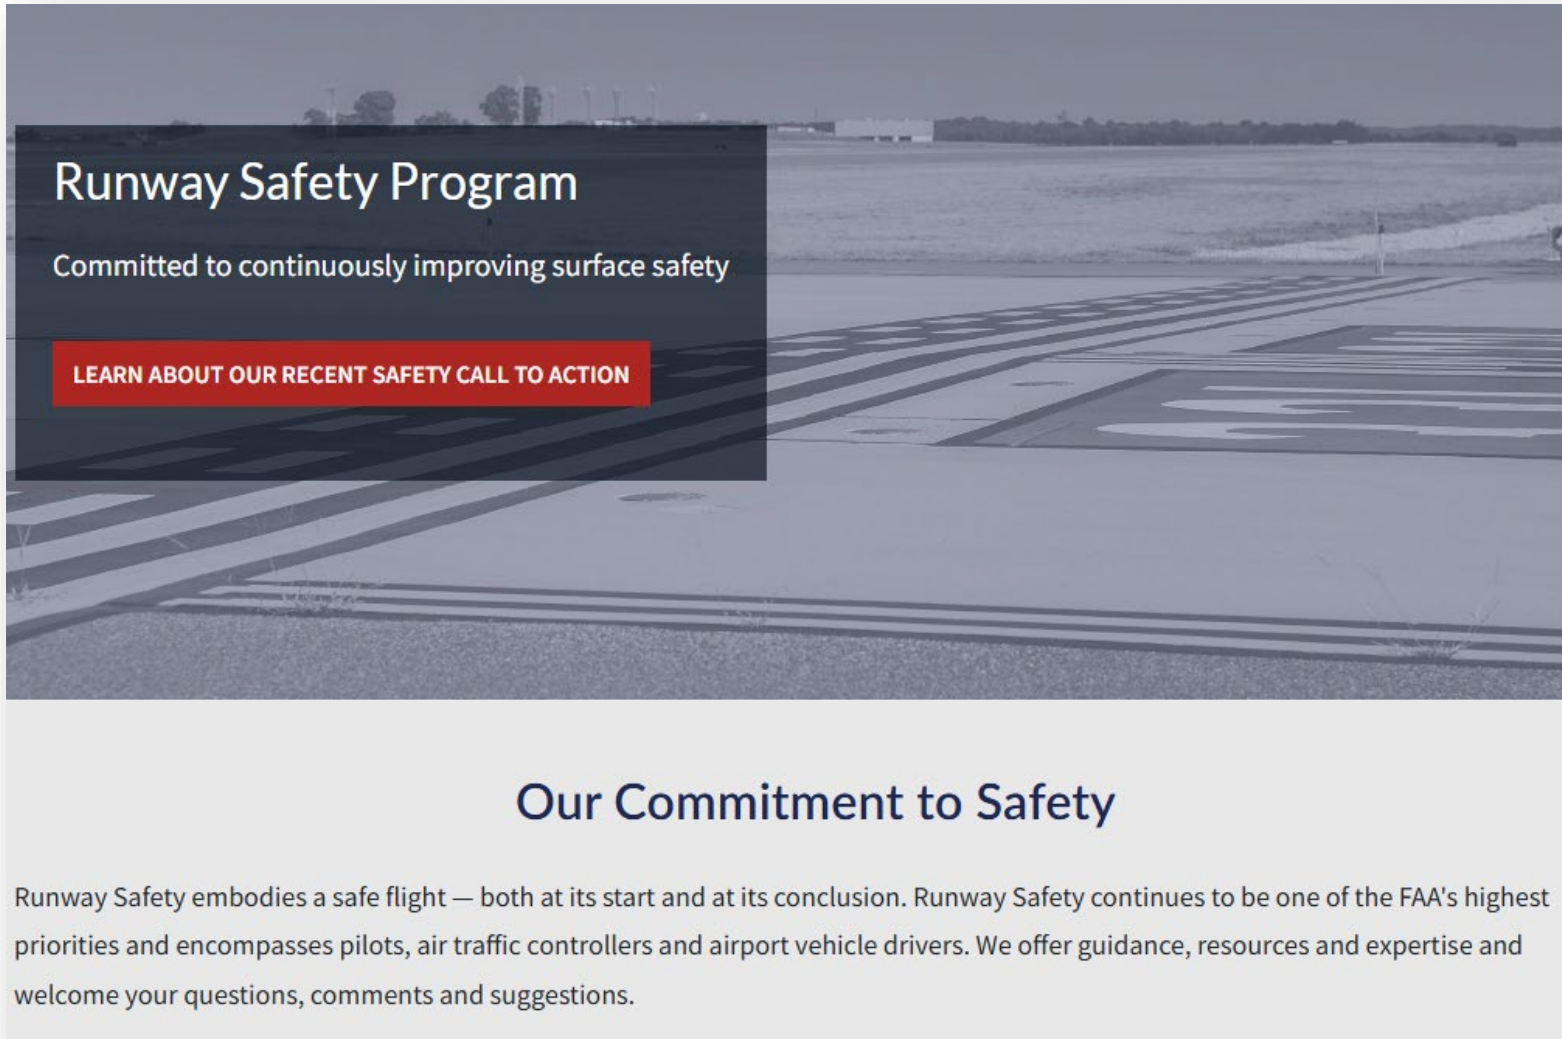 Runway Safety Program
Committed to continuously improving surface safety
LEARN ABOUT OUR RECENT SAFETY CALL TO ACTION
Our Commitment to Safety
Runway Safety embodies a safe flight — both at its start and at its conclusion. Runway Safety continues to be one of the FAA's highest
priorities and encompasses pilots, air traffic controllers and airport vehicle drivers. We offer guidance, resources and expertise and
welcome your questions, comments and suggestions.